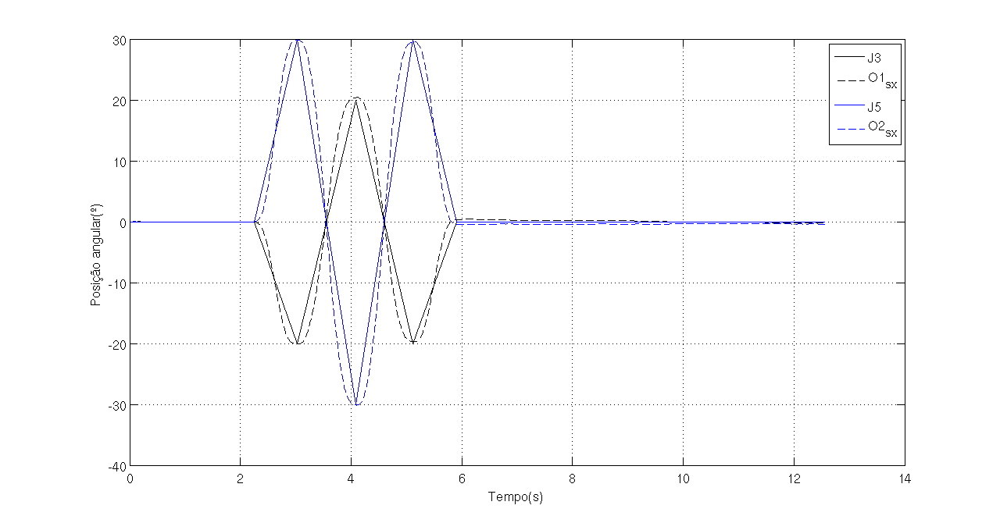 30
20
10
0
-10
-20
-30
-40
Posição angular(º)
0 2 4 6 8 10 12 14
Tempo(s)
J3
O1sx
J5
O2sx